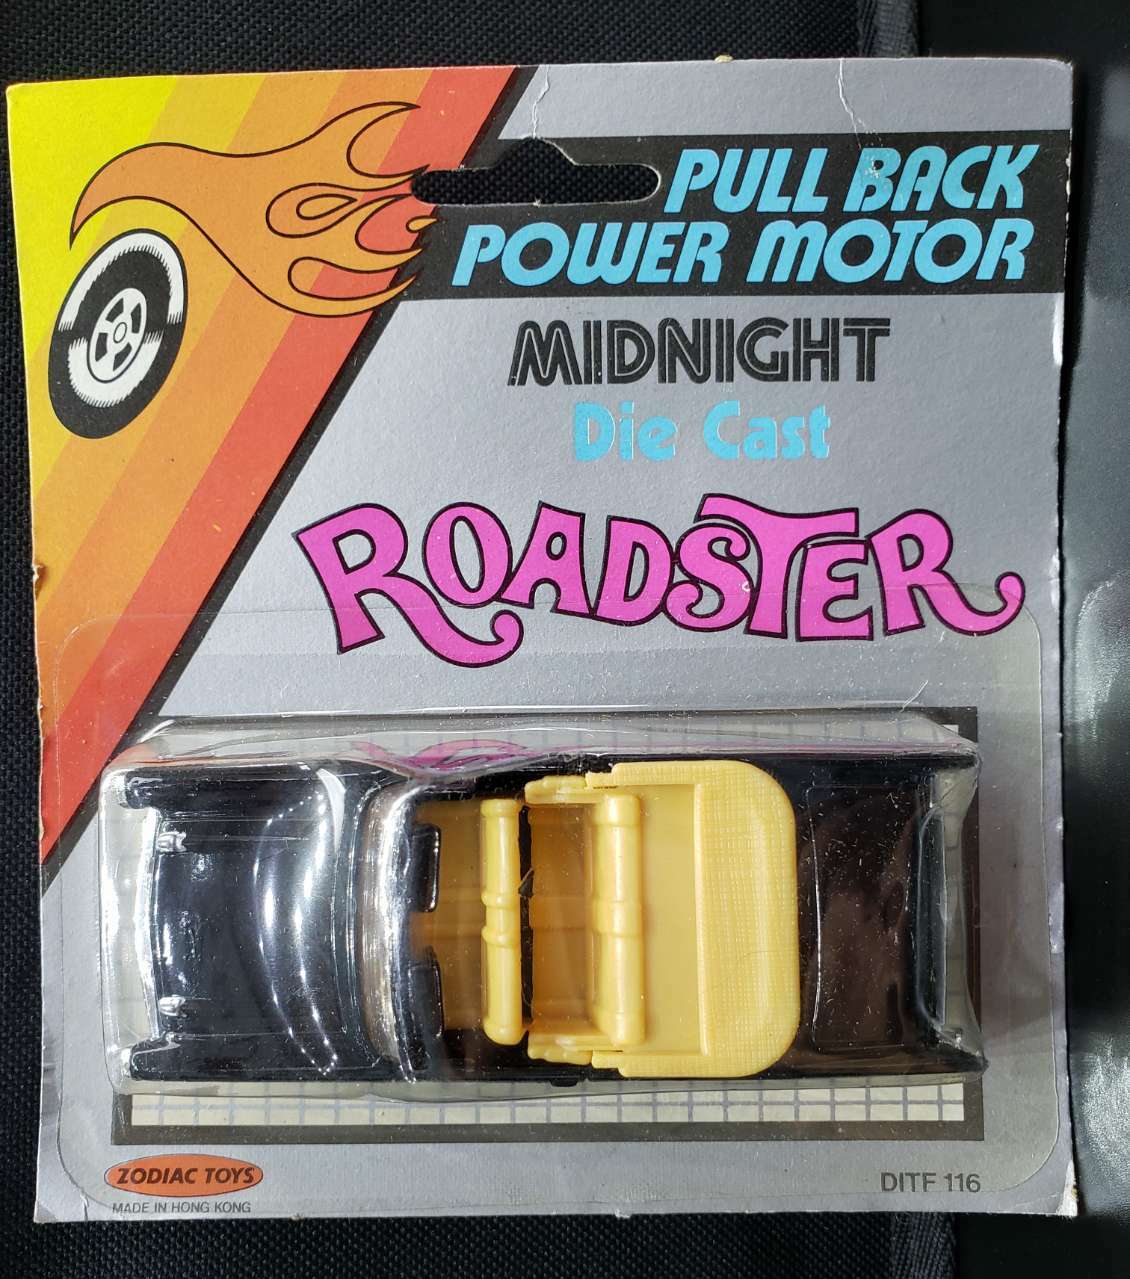 PULL BACK
POWER MOTOR
MIDNIGHT
Die Cast
ROADSTER
ZODIAC TOYS
MADE IN HONG KONG
DITF 116